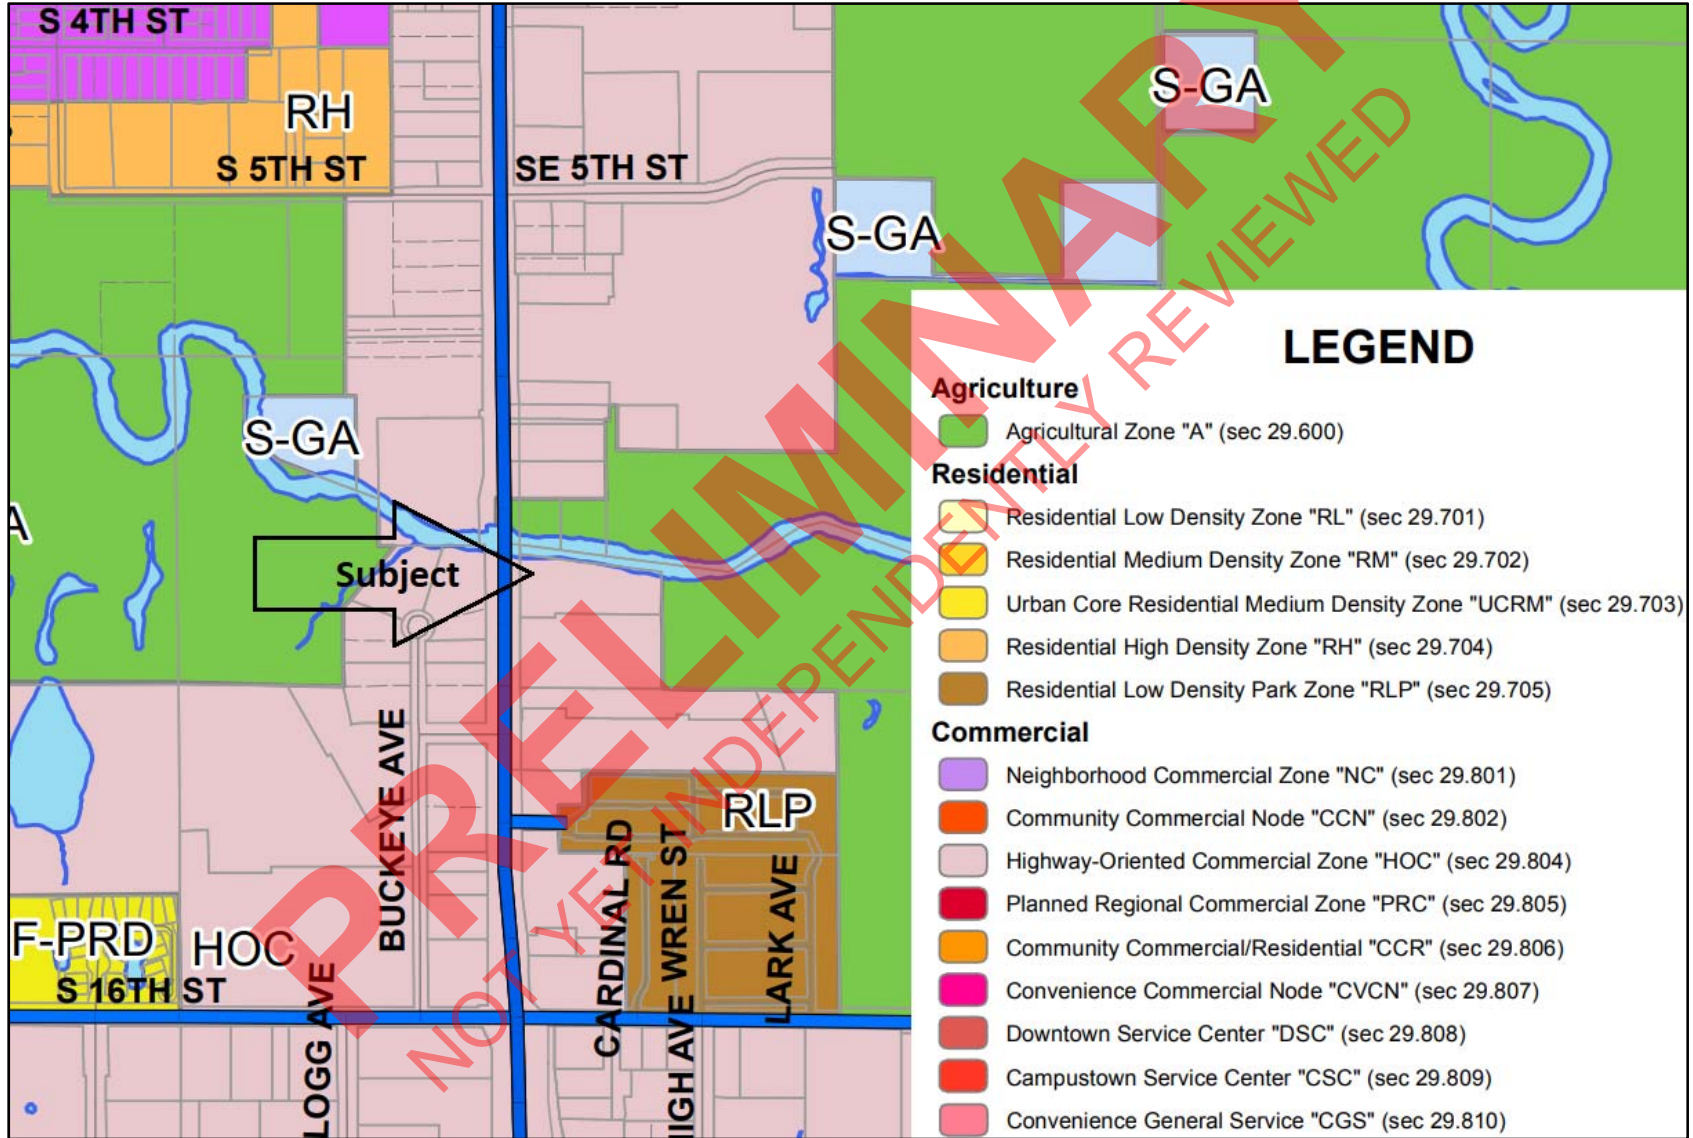 S 4TH ST
RH
S 5TH ST
SE 5TH ST
S-GA
S-GA
S-GA
A
Subject
BUCKEYE AVE
RLP
CARDINAL RD
HIGH AVE
WREN ST
LARK AVE
F-PRD
HOC
S 16TH ST
LOGG AVE
LEGEND
Agriculture
Agricultural Zone "A" (sec 29.600)
Residential
Residential Low Density Zone "RL" (sec 29.701)
Residential Medium Density Zone "RM" (sec 29.702)
Urban Core Residential Medium Density Zone "UCRM" (sec 29.703)
Residential High Density Zone "RH" (sec 29.704)
Residential Low Density Park Zone "RLP" (sec 29.705)
Commercial
Neighborhood Commercial Zone "NC" (sec 29.801)
Community Commercial Node "CCN" (sec 29.802)
Highway-Oriented Commercial Zone "HOC" (sec 29.804)
Planned Regional Commercial Zone "PRC" (sec 29.805)
Community Commercial/Residential "CCR" (sec 29.806)
Convenience Commercial Node "CVCN" (sec 29.807)
Downtown Service Center "DSC" (sec 29.808)
Campustown Service Center "CSC" (sec 29.809)
Convenience General Service "CGS" (sec 29.810)
PRELIMINARY
NOT YET INDEPENDENTLY REVIEWED